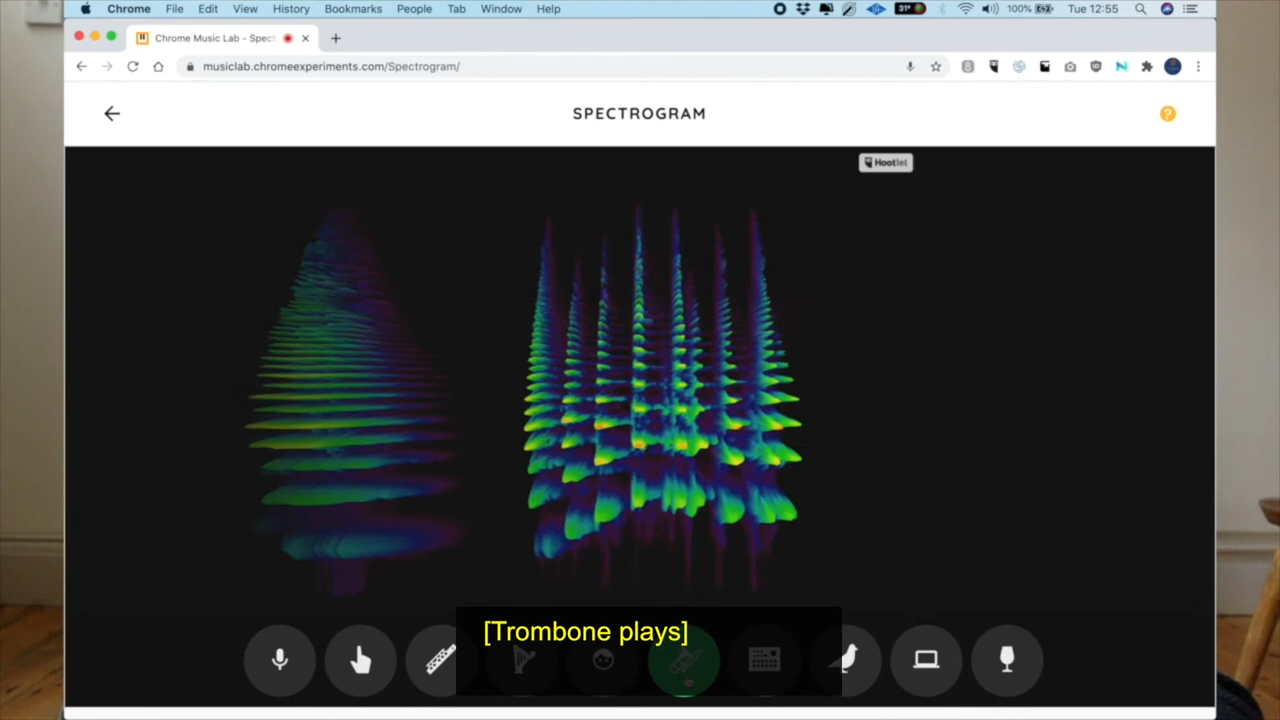 Chrome File Edit View History Bookmarks People Tab Window Help 31° 100% Tue 12:55
Chrome Music Lab - Spect
musiclab.chromeexperiments.com/Spectrogram/
SPECTROGRAM
?
Hootlet
[Trombone plays]